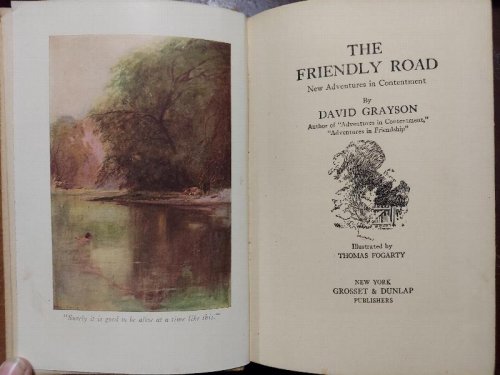 "Surely it is good to be alive at a time like this."
THE
FRIENDLY ROAD
New Adventures in Contentment
By
DAVID GRAYSON
Author of "Adventures in Contentment,"
"Adventures in Friendship"
Illustrated by
THOMAS FOGARTY
NEW YORK
GROSSET & DUNLAP
PUBLISHERS